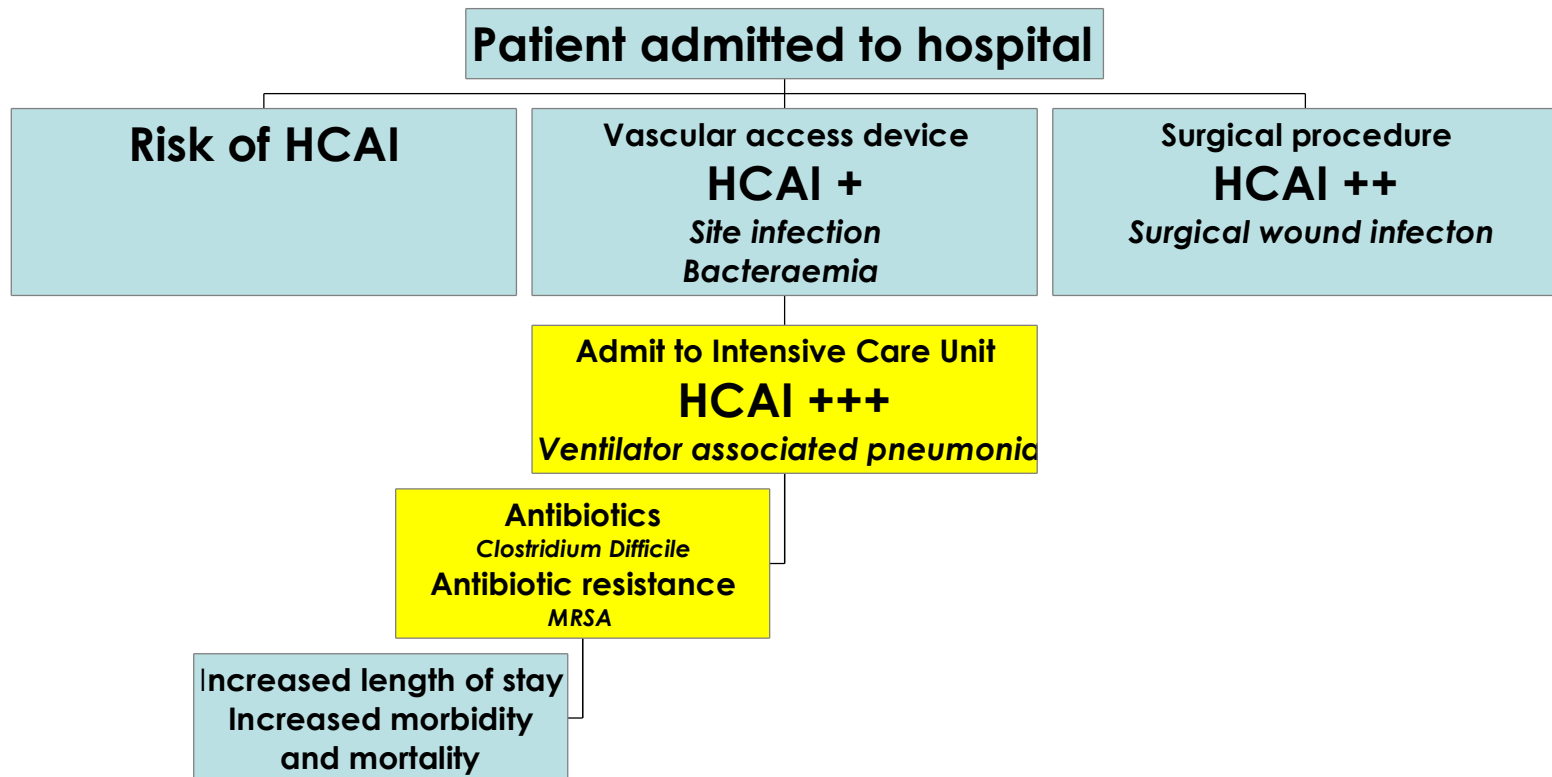 Patient admitted to hospital
Risk of HCAI
Vascular access device
HCAI +
Site infection
Bacteraemia
Surgical procedure
HCAI ++
Surgical wound infecton
Admit to Intensive Care Unit
HCAI +++
Ventilator associated pneumonia
Antibiotics
Clostridium Difficile
Antibiotic resistance
MRSA
Increased length of stay
Increased morbidity
and mortality